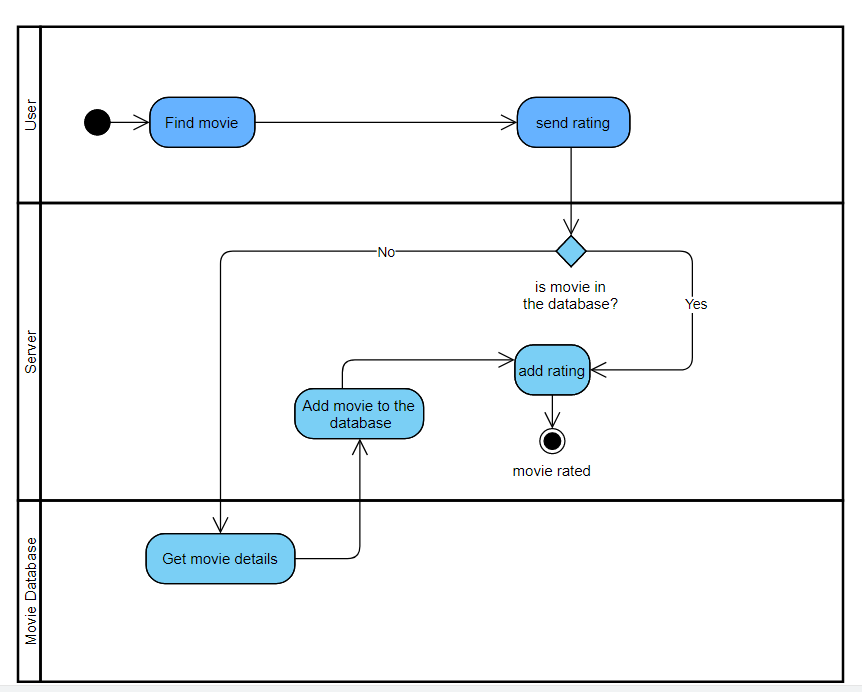 User
Find movie
send rating
No
is movie in
the database?
Yes
Server
add rating
Add movie to the
database
movie rated
Movie Database
Get movie details